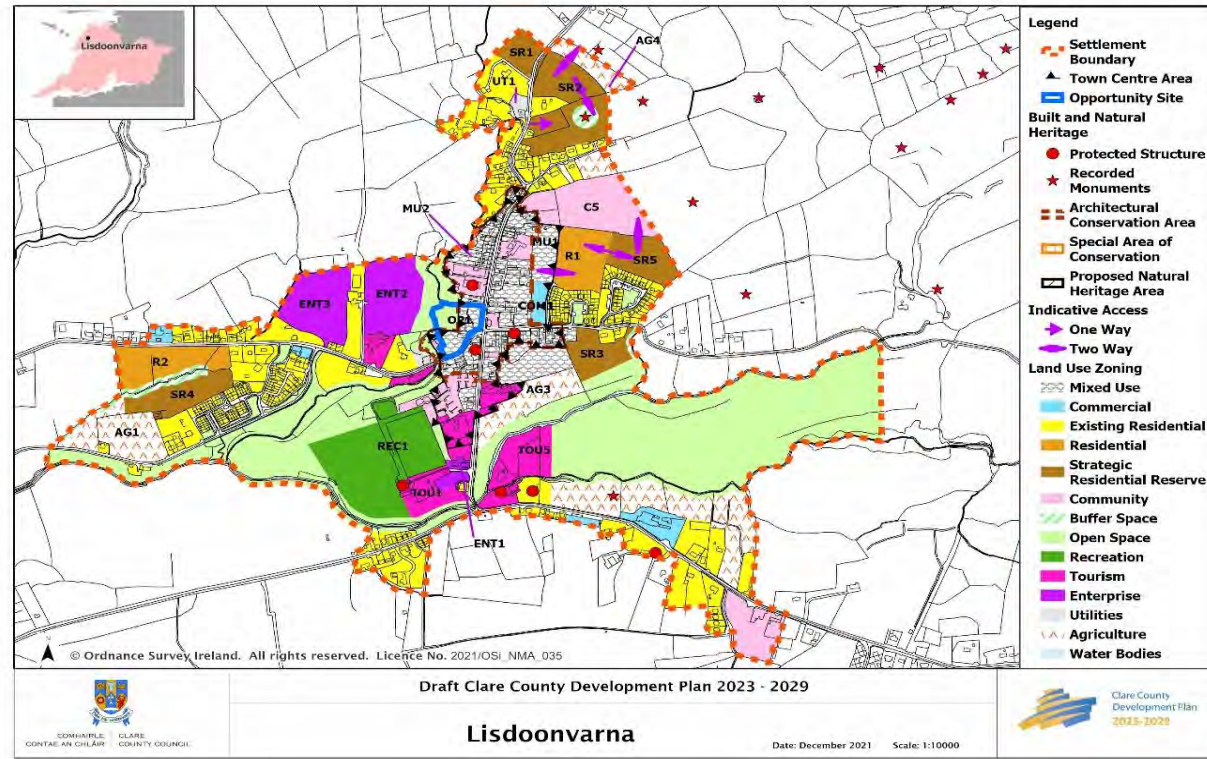 Lisdoonvarna
SR1
AG4
UT1
SR2
MU2
C5
MU1
R1
SR5
ENT3
ENT2
COM1
OP1
R2
SR3
SR4
AG3
AG1
REC1
TOU5
TOU1
ENT1
© Ordnance Survey Ireland. All rights reserved. Licence No. 2021/OSi_NMA_035
Legend
Settlement
Boundary
Town Centre Area
Opportunity Site
Built and Natural
Heritage
Protected Structure
Recorded
Monuments
Architectural
Conservation Area
Special Area of
Conservation
Proposed Natural
Heritage Area
Indicative Access
One Way
Two Way
Land Use Zoning
Mixed Use
Commercial
Existing Residential
Residential
Strategic
Residential Reserve
Community
Buffer Space
Open Space
Recreation
Tourism
Enterprise
Utilities
Agriculture
Water Bodies
COMHAIRLE CLARE
CONTAE AN CHLÁIR COUNTY COUNCIL
Draft Clare County Development Plan 2023 - 2029
Lisdoonvarna
Date: December 2021 Scale: 1:10000
Clare County
Development Plan
2023-2029